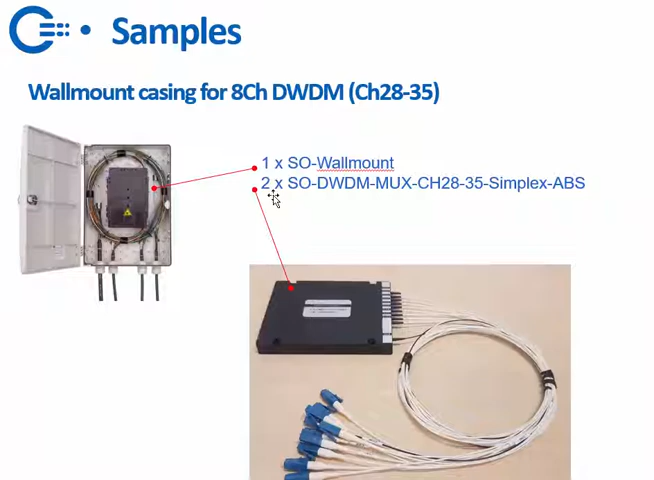 • Samples
Wallmount casing for 8Ch DWDM (Ch28-35)
1 x SO-Wallmount
2 x SO-DWDM-MUX-CH28-35-Simplex-ABS